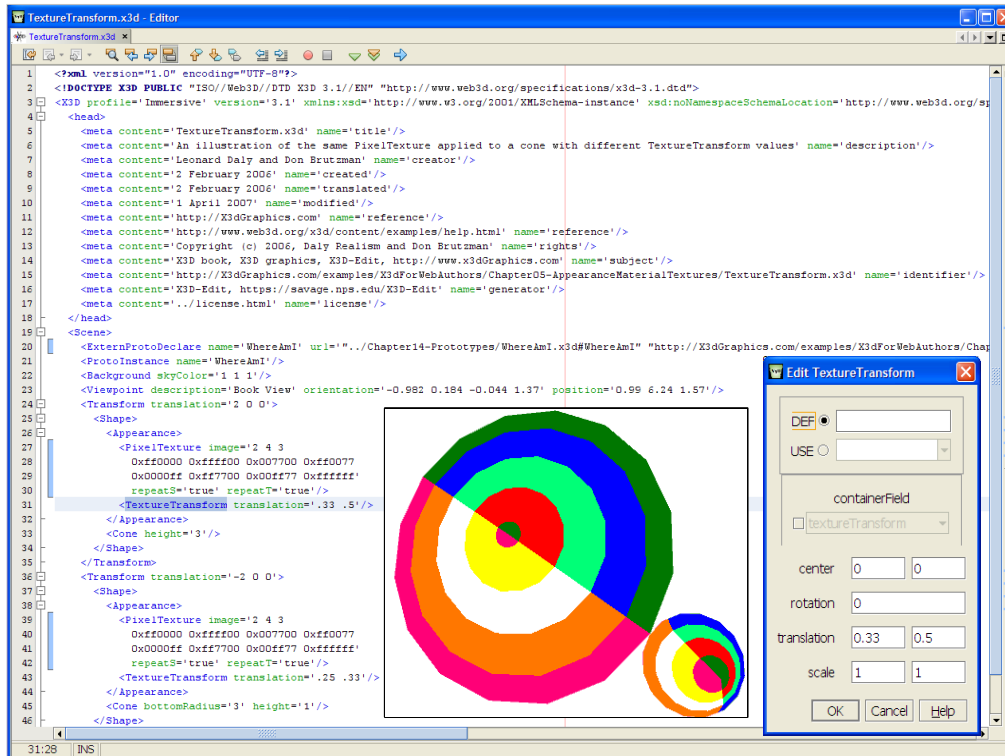 TextureTransform.x3d - Editor
TextureTransform.x3d
1 <?xml version="1.0" encoding="UTF-8"?>
2 <!DOCTYPE X3D PUBLIC "ISO//Web3D//DTD X3D 3.1//EN" "http://www.web3d.org/specifications/x3d-3.1.dtd">
3 <X3D profile='Immersive' version='3.1' xmlns:xsd='http://www.w3.org/2001/XMLSchema-instance' xsd:noNamespaceSchemaLocation='http://www.web3d.org/sp
4 <head>
5 <meta content='TextureTransform.x3d' name='title'/>
6 <meta content='An illustration of the same PixelTexture applied to a cone with different TextureTransform values' name='description'/>
7 <meta content='Leonard Daly and Don Brutzman' name='creator'/>
8 <meta content='2 February 2006' name='created'/>
9 <meta content='2 February 2006' name='translated'/>
10 <meta content='1 April 2007' name='modified'/>
11 <meta content='http://X3dGraphics.com' name='reference'/>
12 <meta content='http://www.web3d.org/x3d/content/examples/help.html' name='reference'/>
13 <meta content='Copyright (c) 2006, Daly Realism and Don Brutzman' name='rights'/>
14 <meta content='X3D book, X3D graphics, X3D-Edit, http://www.x3dGraphics.com' name='subject'/>
15 <meta content='http://X3dGraphics.com/examples/X3dForWebAuthors/Chapter05-AppearanceMaterialTextures/TextureTransform.x3d' name='identifier'/>
16 <meta content='X3D-Edit, https://savage.nps.edu/X3D-Edit' name='generator'/>
17 <meta content='../license.html' name='license'/>
18 </head>
19 <Scene>
20 <ExternProtoDeclare name='WhereAmI' url='"../Chapter14-Prototypes/WhereAmI.x3d#WhereAmI" "http://X3dGraphics.com/examples/X3dForWebAuthors/Chap
21 <ProtoInstance name='WhereAmI'/>
22 <Background skyColor='1 1 1'/>
23 <Viewpoint description='Book View' orientation='-0.982 0.184 -0.044 1.37' position='0.99 6.24 1.57'/>
24 <Transform translation='2 0 0'>
25 <Shape>
26 <Appearance>
27 <PixelTexture image='2 4 3
28 0xff0000 0xffff00 0x007700 0xff0077
29 0x0000ff 0xff7700 0x00ff77 0xffffff'
30 repeatS='true' repeatT='true'/>
31 <TextureTransform translation='.33 .5'/>
32 </Appearance>
33 <Cone height='3'/>
34 </Shape>
35 </Transform>
36 <Transform translation='-2 0 0'>
37 <Shape>
38 <Appearance>
39 <PixelTexture image='2 4 3
40 0xff0000 0xffff00 0x007700 0xff0077
41 0x0000ff 0xff7700 0x00ff77 0xffffff'
42 repeatS='true' repeatT='true'/>
43 <TextureTransform translation='.25 .33'/>
44 </Appearance>
45 <Cone bottomRadius='3' height='1'/>
46 </Shape>
31:28 INS
Edit TextureTransform
DEF
USE
containerField
textureTransform
center 0 0
rotation 0
translation 0.33 0.5
scale 1 1
OK Cancel Help